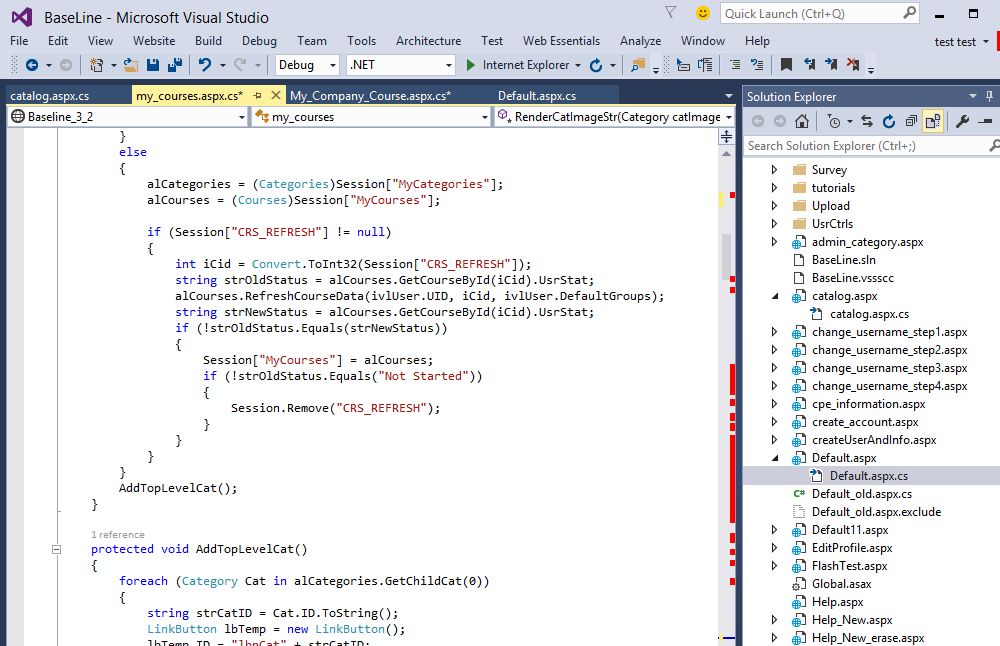 BaseLine - Microsoft Visual Studio
Quick Launch (Ctrl+Q)
File Edit View Website Build Debug Team Tools Architecture Test Web Essentials Analyze Window Help
test test
Debug .NET Internet Explorer
catalog.aspx.cs my_courses.aspx.cs* My_Company_Course.aspx.cs* Default.aspx.cs
Baseline_3_2 my_courses RenderCatImageStr(Category catImage
}
else
{
alCategories = (Categories)Session["MyCategories"];
alCourses = (Courses)Session["MyCourses"];
if (Session["CRS_REFRESH"] != null)
{
int iCid = Convert.ToInt32(Session["CRS_REFRESH"]);
string strOldStatus = alCourses.GetCourseById(iCid).UsrStat;
alCourses.RefreshCourseData(ivlUser.UID, iCid, ivlUser.DefaultGroups);
string strNewStatus = alCourses.GetCourseById(iCid).UsrStat;
if (!strOldStatus.Equals(strNewStatus))
{
Session["MyCourses"] = alCourses;
if (!strOldStatus.Equals("Not Started"))
{
Session.Remove("CRS_REFRESH");
}
}
}
}
AddTopLevelCat();
}
1 reference
protected void AddTopLevelCat()
{
foreach (Category Cat in alCategories.GetChildCat(0))
{
string strCatID = Cat.ID.ToString();
LinkButton lbTemp = new LinkButton();
lbTemp.ID = "lbnCat" + strCatID;
Solution Explorer
Search Solution Explorer (Ctrl+;)
Survey
tutorials
Upload
UsrCtrls
admin_category.aspx
BaseLine.sln
BaseLine.vssscc
catalog.aspx
catalog.aspx.cs
change_username_step1.aspx
change_username_step2.aspx
change_username_step3.aspx
change_username_step4.aspx
cpe_information.aspx
create_account.aspx
createUserAndInfo.aspx
Default.aspx
Default.aspx.cs
C# Default_old.aspx.cs
Default_old.aspx.exclude
Default11.aspx
EditProfile.aspx
FlashTest.aspx
Global.asax
Help.aspx
Help_New.aspx
Help_New_erase.aspx